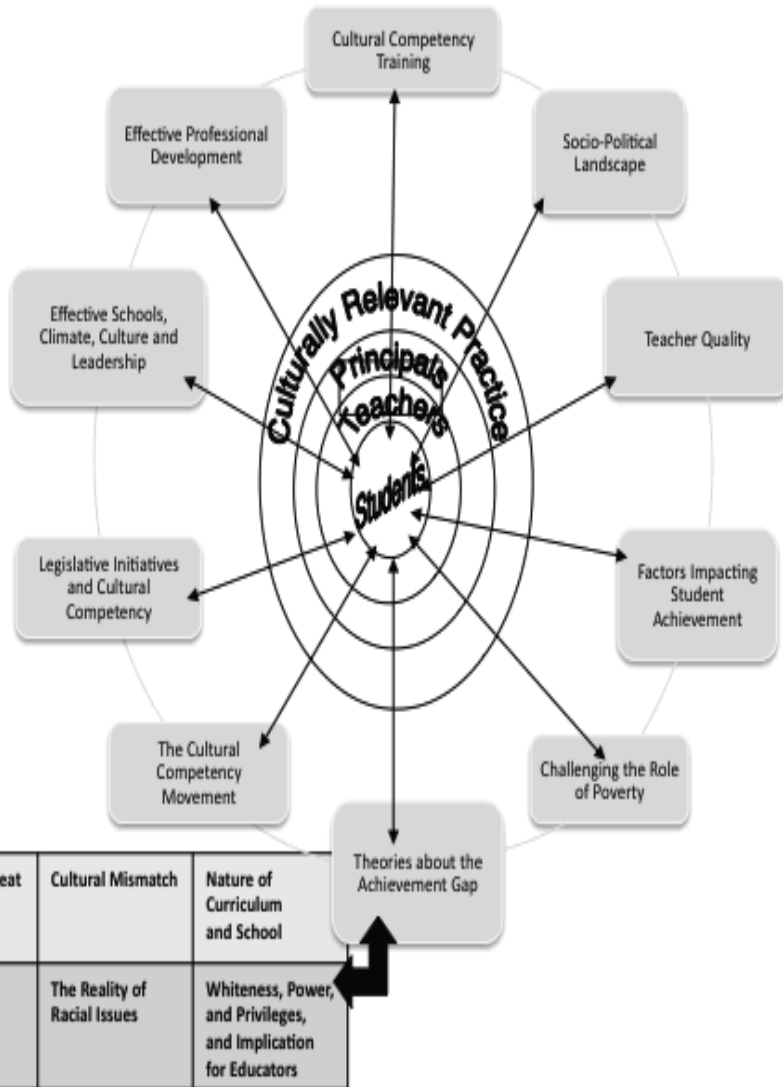 Cultural Competency
Training
Effective Professional
Development
Socio-Political
Landscape
Effective Schools,
Climate, Culture and
Leadership
Teacher Quality
Culturally Relevant Practice
Principals
Teachers
Students
Legislative Initiatives
and Cultural
Competency
Factors Impacting
Student
Achievement
The Cultural
Competency
Movement
Challenging the Role
of Poverty
Theories about the
Achievement Gap
eat
Cultural Mismatch
Nature of
Curriculum
and School
The Reality of
Racial Issues
Whiteness, Power,
and Privileges,
and Implication
for Educators